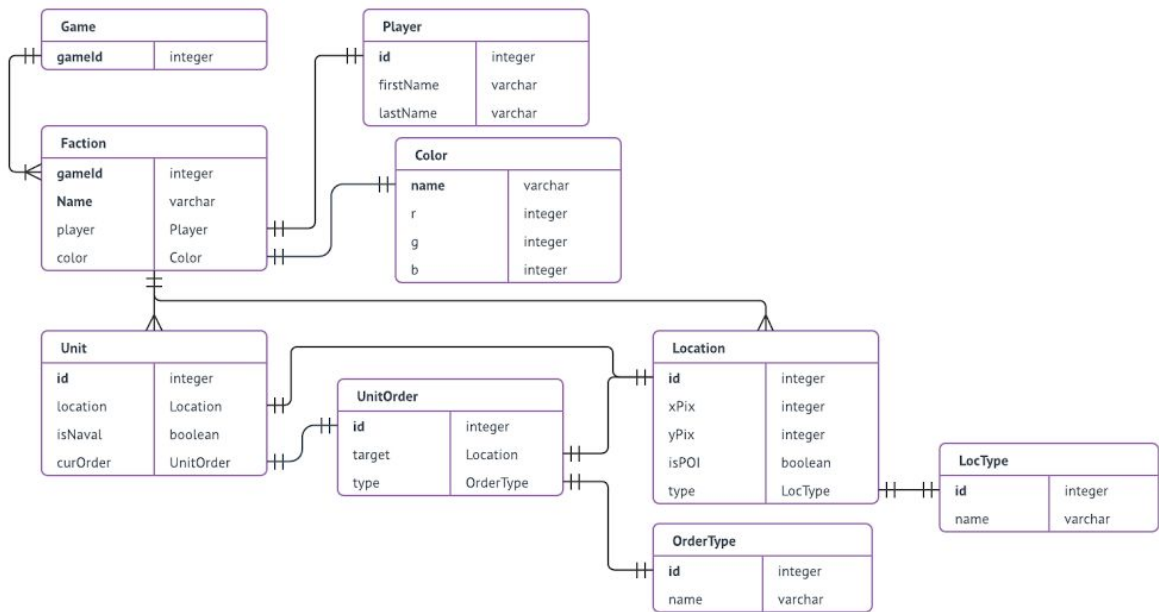 Game
gameId integer
Player
id integer
firstName varchar
lastName varchar
Faction
gameId integer
Name varchar
player Player
color Color
Color
name varchar
r integer
g integer
b integer
Unit
id integer
location Location
isNaval boolean
curOrder UnitOrder
UnitOrder
id integer
target Location
type OrderType
Location
id integer
xPix integer
yPix integer
isPOI boolean
type LocType
LocType
id integer
name varchar
OrderType
id integer
name varchar